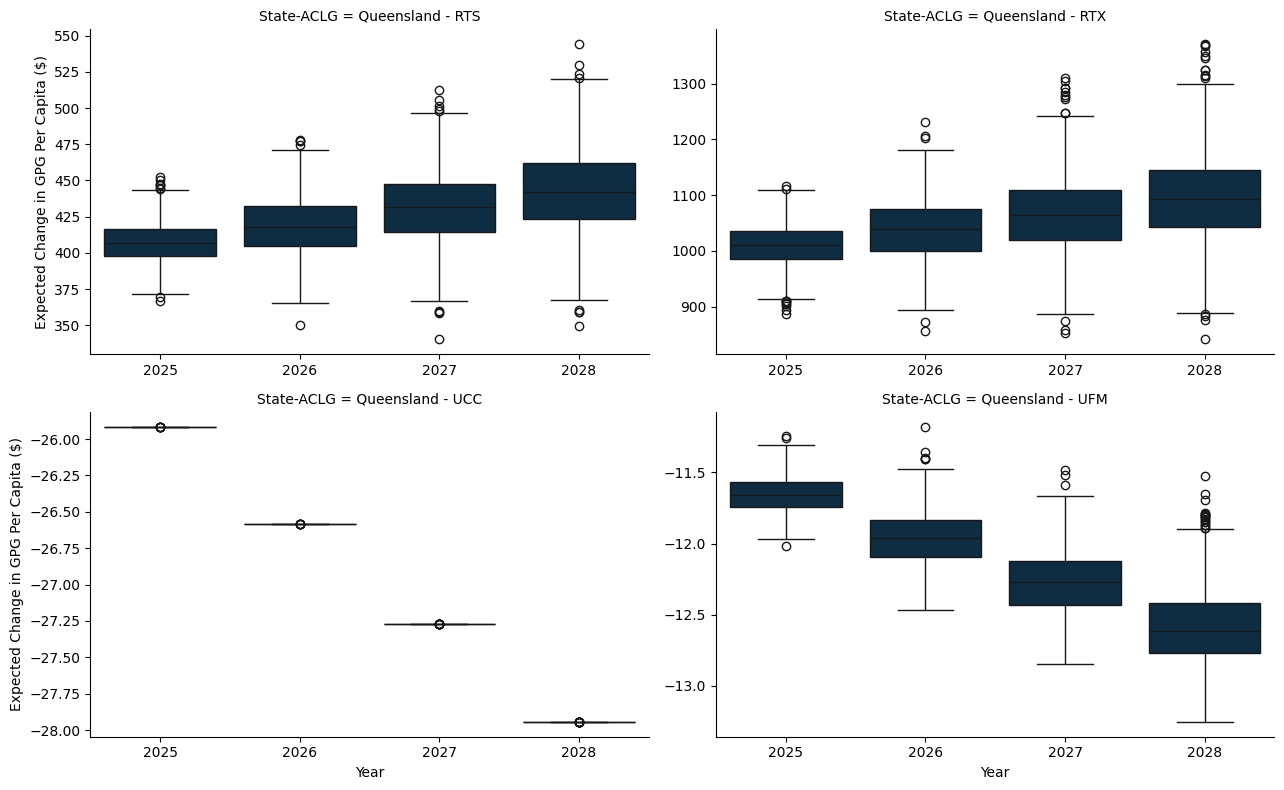 State-ACLG = Queensland - RTS
Expected Change in GPG Per Capita ($)
550
525
500
475
450
425
400
375
350
2025 2026 2027 2028
State-ACLG = Queensland - RTX
1300
1200
1100
1000
900
2025 2026 2027 2028
State-ACLG = Queensland - UCC
Expected Change in GPG Per Capita ($)
−26.00
−26.25
−26.50
−26.75
−27.00
−27.25
−27.50
−27.75
−28.00
2025 2026 2027 2028
Year
State-ACLG = Queensland - UFM
−11.5
−12.0
−12.5
−13.0
2025 2026 2027 2028
Year